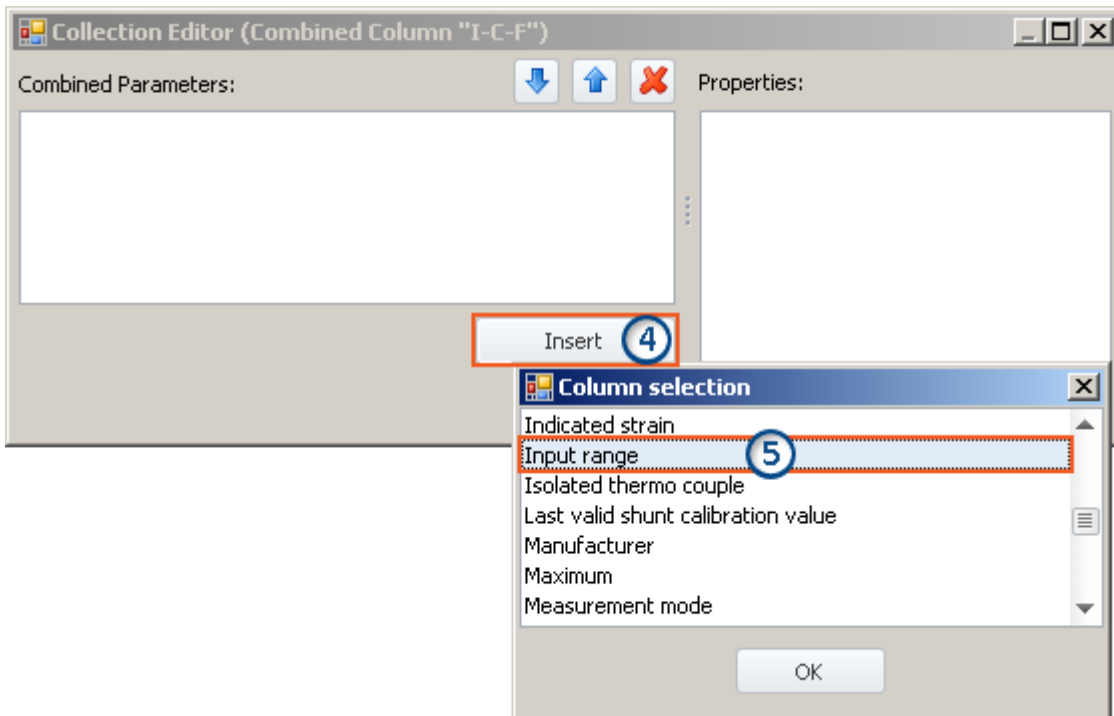 Collection Editor (Combined Column "I-C-F")
Combined Parameters:
Properties:
Insert 4
Column selection
Indicated strain
Input range 5
Isolated thermo couple
Last valid shunt calibration value
Manufacturer
Maximum
Measurement mode
OK